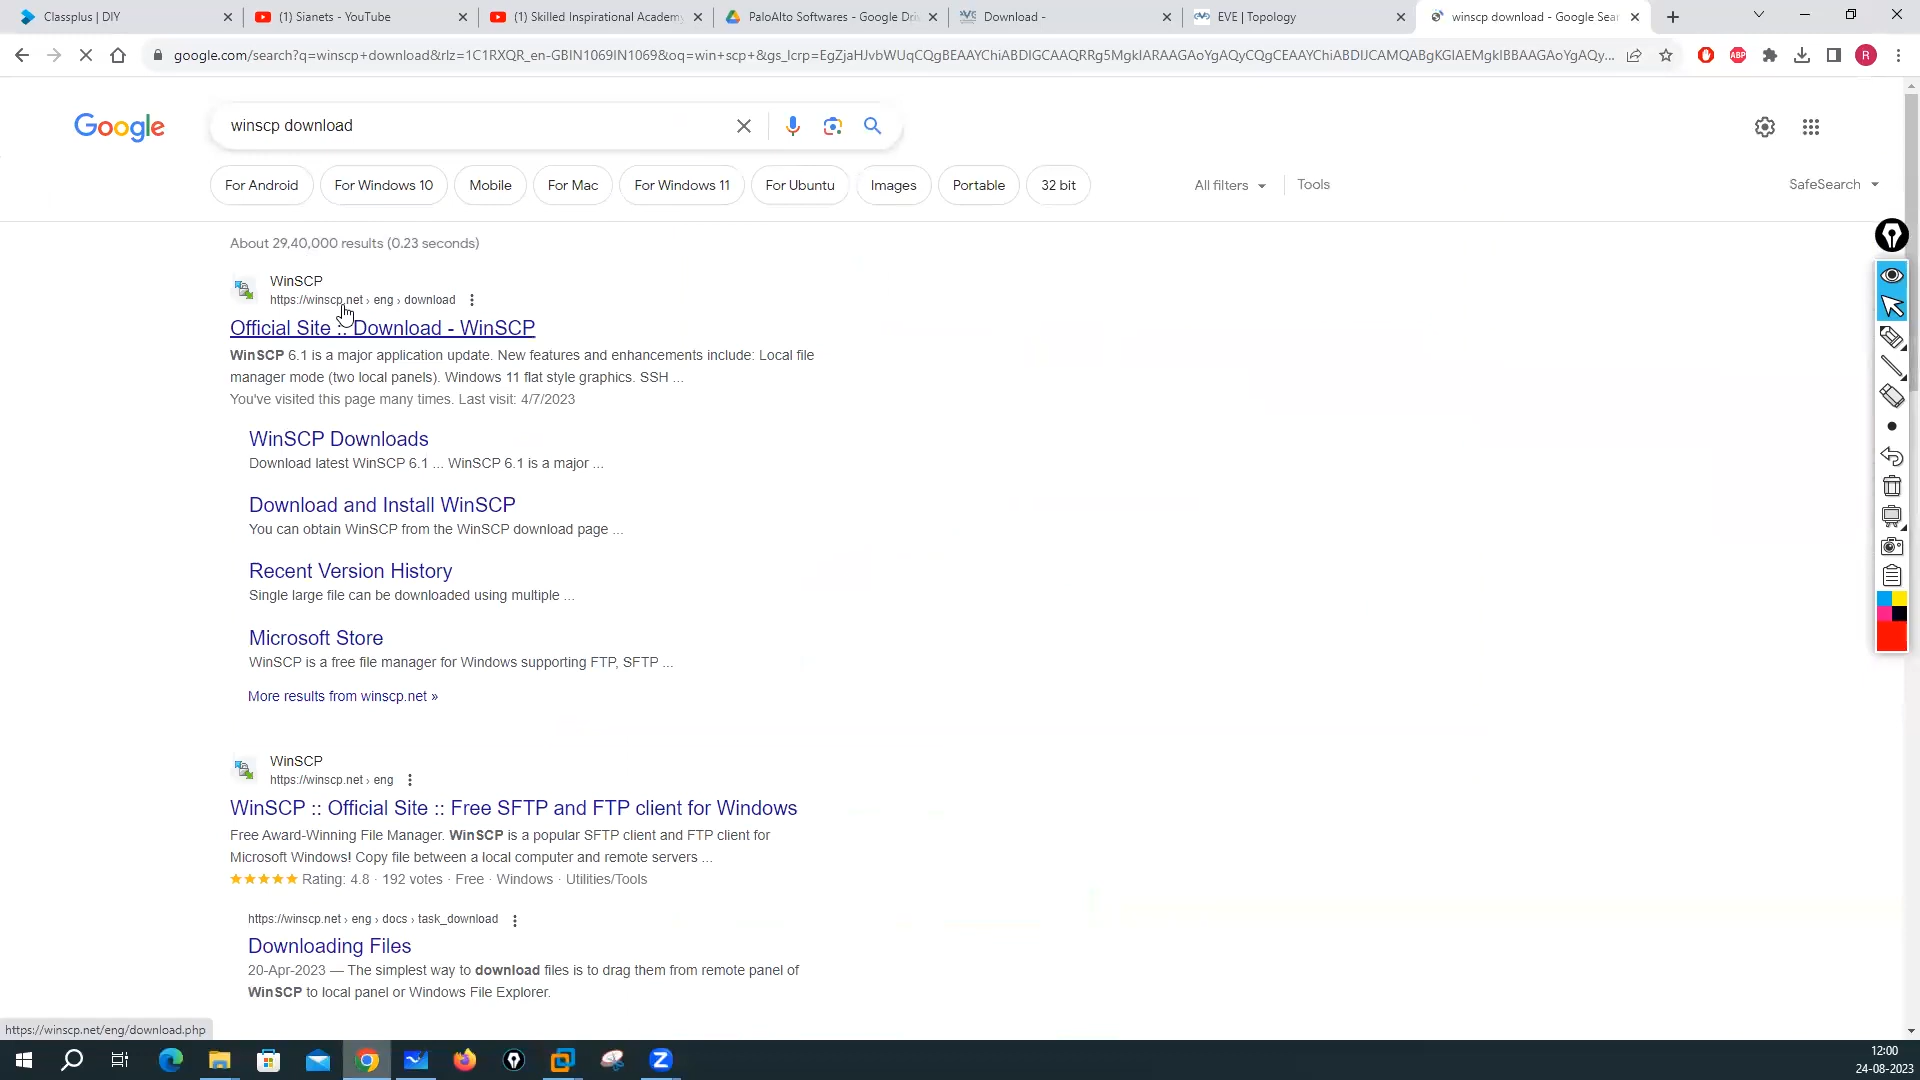 Classplus | DIY
(1) Sianets - YouTube
(1) Skilled Inspirational Academy
PaloAlto Softwares - Google Dri
Download -
EVE | Topology
winscp download - Google Sear
google.com/search?q=winscp+download&rlz=1C1RXQR_en-GBIN1069IN1069&oq=win+scp+&gs_lcrp=EgZjaHJvbWUqCQgBEAAYChiABDIGCAAQRRg5MgkIARAAGAoYgAQyCQgCEAAYChiABDIJCAMQABgKGIAEMgkIBBAAGAoYgAQy...
ABP
R
Google
winscp download
For Android
For Windows 10
Mobile
For Mac
For Windows 11
For Ubuntu
Images
Portable
32 bit
All filters
Tools
SafeSearch
About 29,40,000 results (0.23 seconds)
WinSCP
https://winscp.net › eng › download
Official Site :: Download - WinSCP
WinSCP 6.1 is a major application update. New features and enhancements include: Local file
manager mode (two local panels). Windows 11 flat style graphics. SSH ...
You've visited this page many times. Last visit: 4/7/2023
WinSCP Downloads
Download latest WinSCP 6.1 ... WinSCP 6.1 is a major ...
Download and Install WinSCP
You can obtain WinSCP from the WinSCP download page ...
Recent Version History
Single large file can be downloaded using multiple ...
Microsoft Store
WinSCP is a free file manager for Windows supporting FTP, SFTP ...
More results from winscp.net »
WinSCP
https://winscp.net › eng
WinSCP :: Official Site :: Free SFTP and FTP client for Windows
Free Award-Winning File Manager. WinSCP is a popular SFTP client and FTP client for
Microsoft Windows! Copy file between a local computer and remote servers ...
Rating: 4.8 · 192 votes · Free · Windows · Utilities/Tools
https://winscp.net › eng › docs › task_download
Downloading Files
20-Apr-2023 — The simplest way to download files is to drag them from remote panel of
WinSCP to local panel or Windows File Explorer.
https://winscp.net/eng/download.php
12:00
24-08-2023